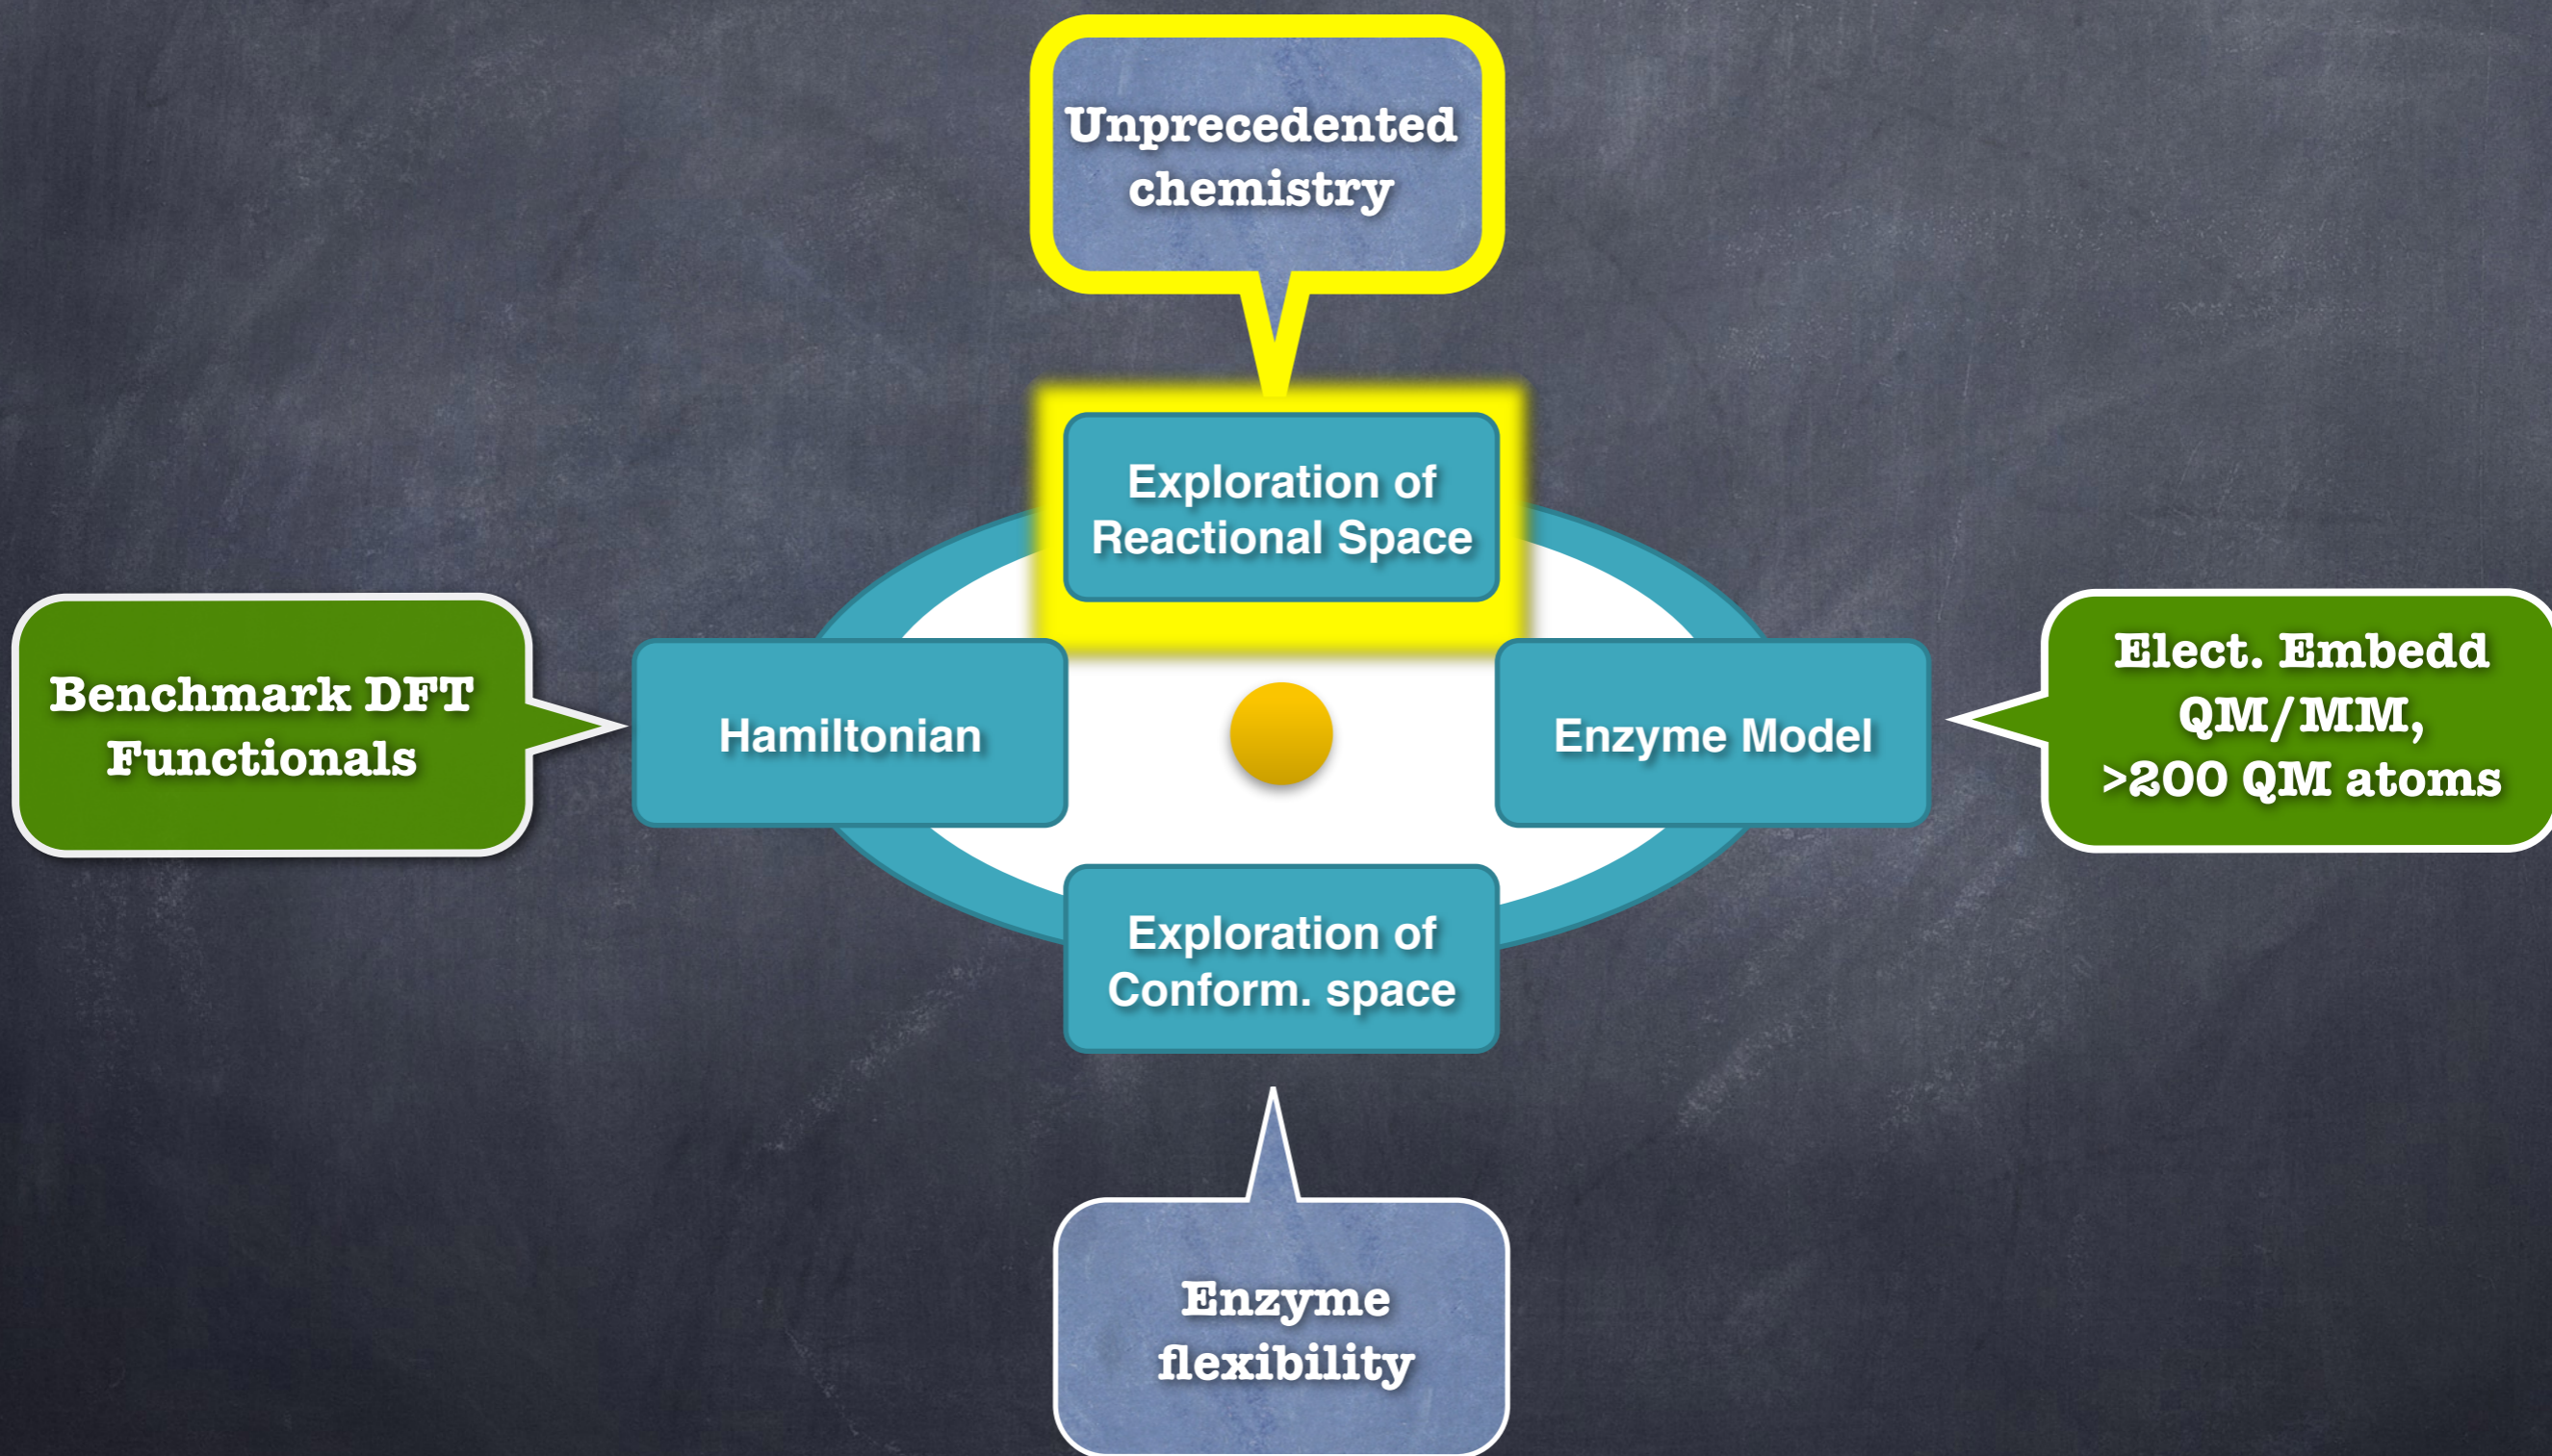 Unprecedented
chemistry
Exploration of
Reactional Space
Benchmark DFT
Functionals
Hamiltonian
Enzyme Model
Elect. Embedd
QM/MM,
>200 QM atoms
Exploration of
Conform. space
Enzyme
flexibility